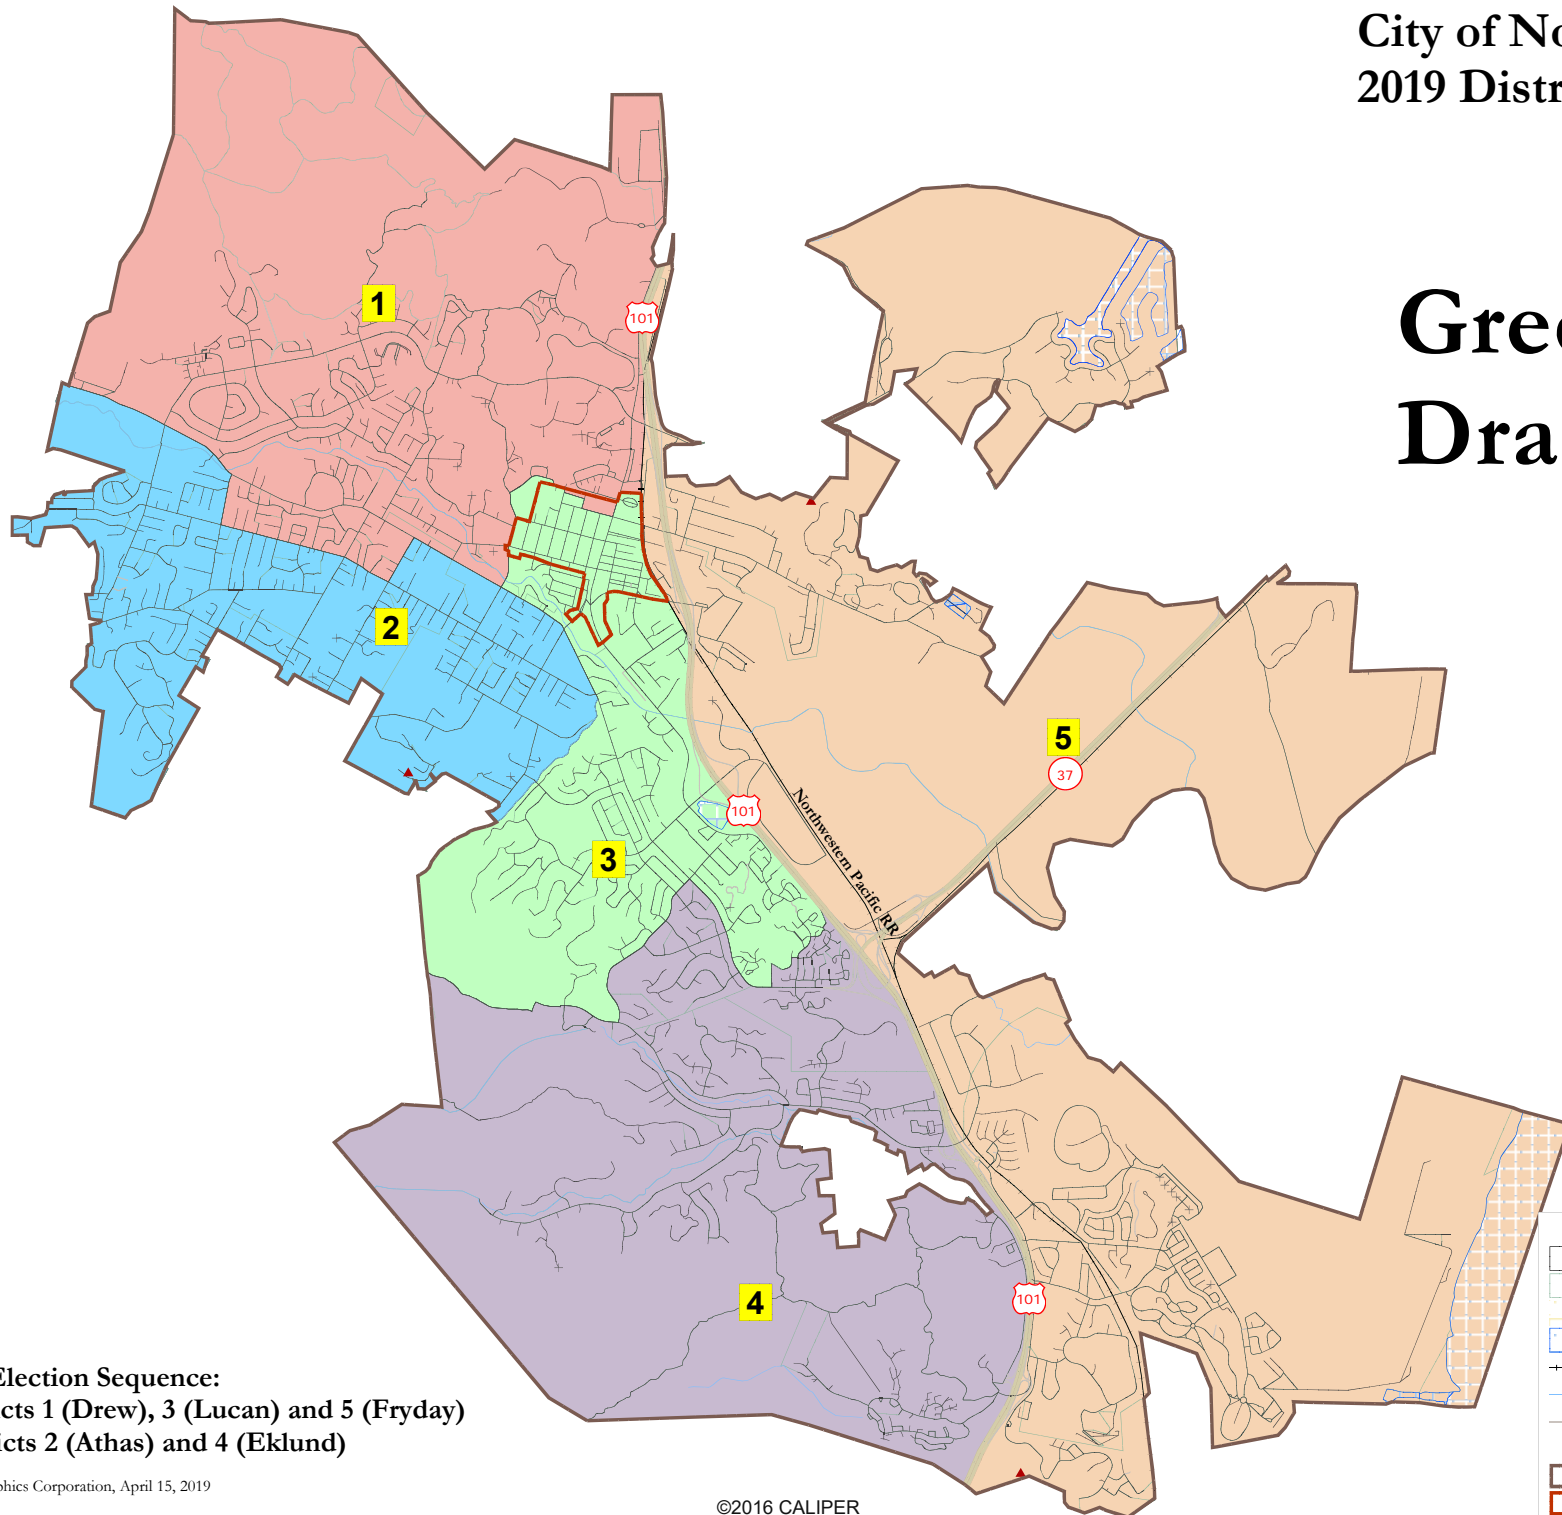 City of No
2019 Distr
Gree
Dra
1
101
2
5
37
101
Northwestern Pacific RR
3
4
101
Election Sequence:
cts 1 (Drew), 3 (Lucan) and 5 (Fryday)
icts 2 (Athas) and 4 (Eklund)
phics Corporation, April 15, 2019
©2016 CALIPER